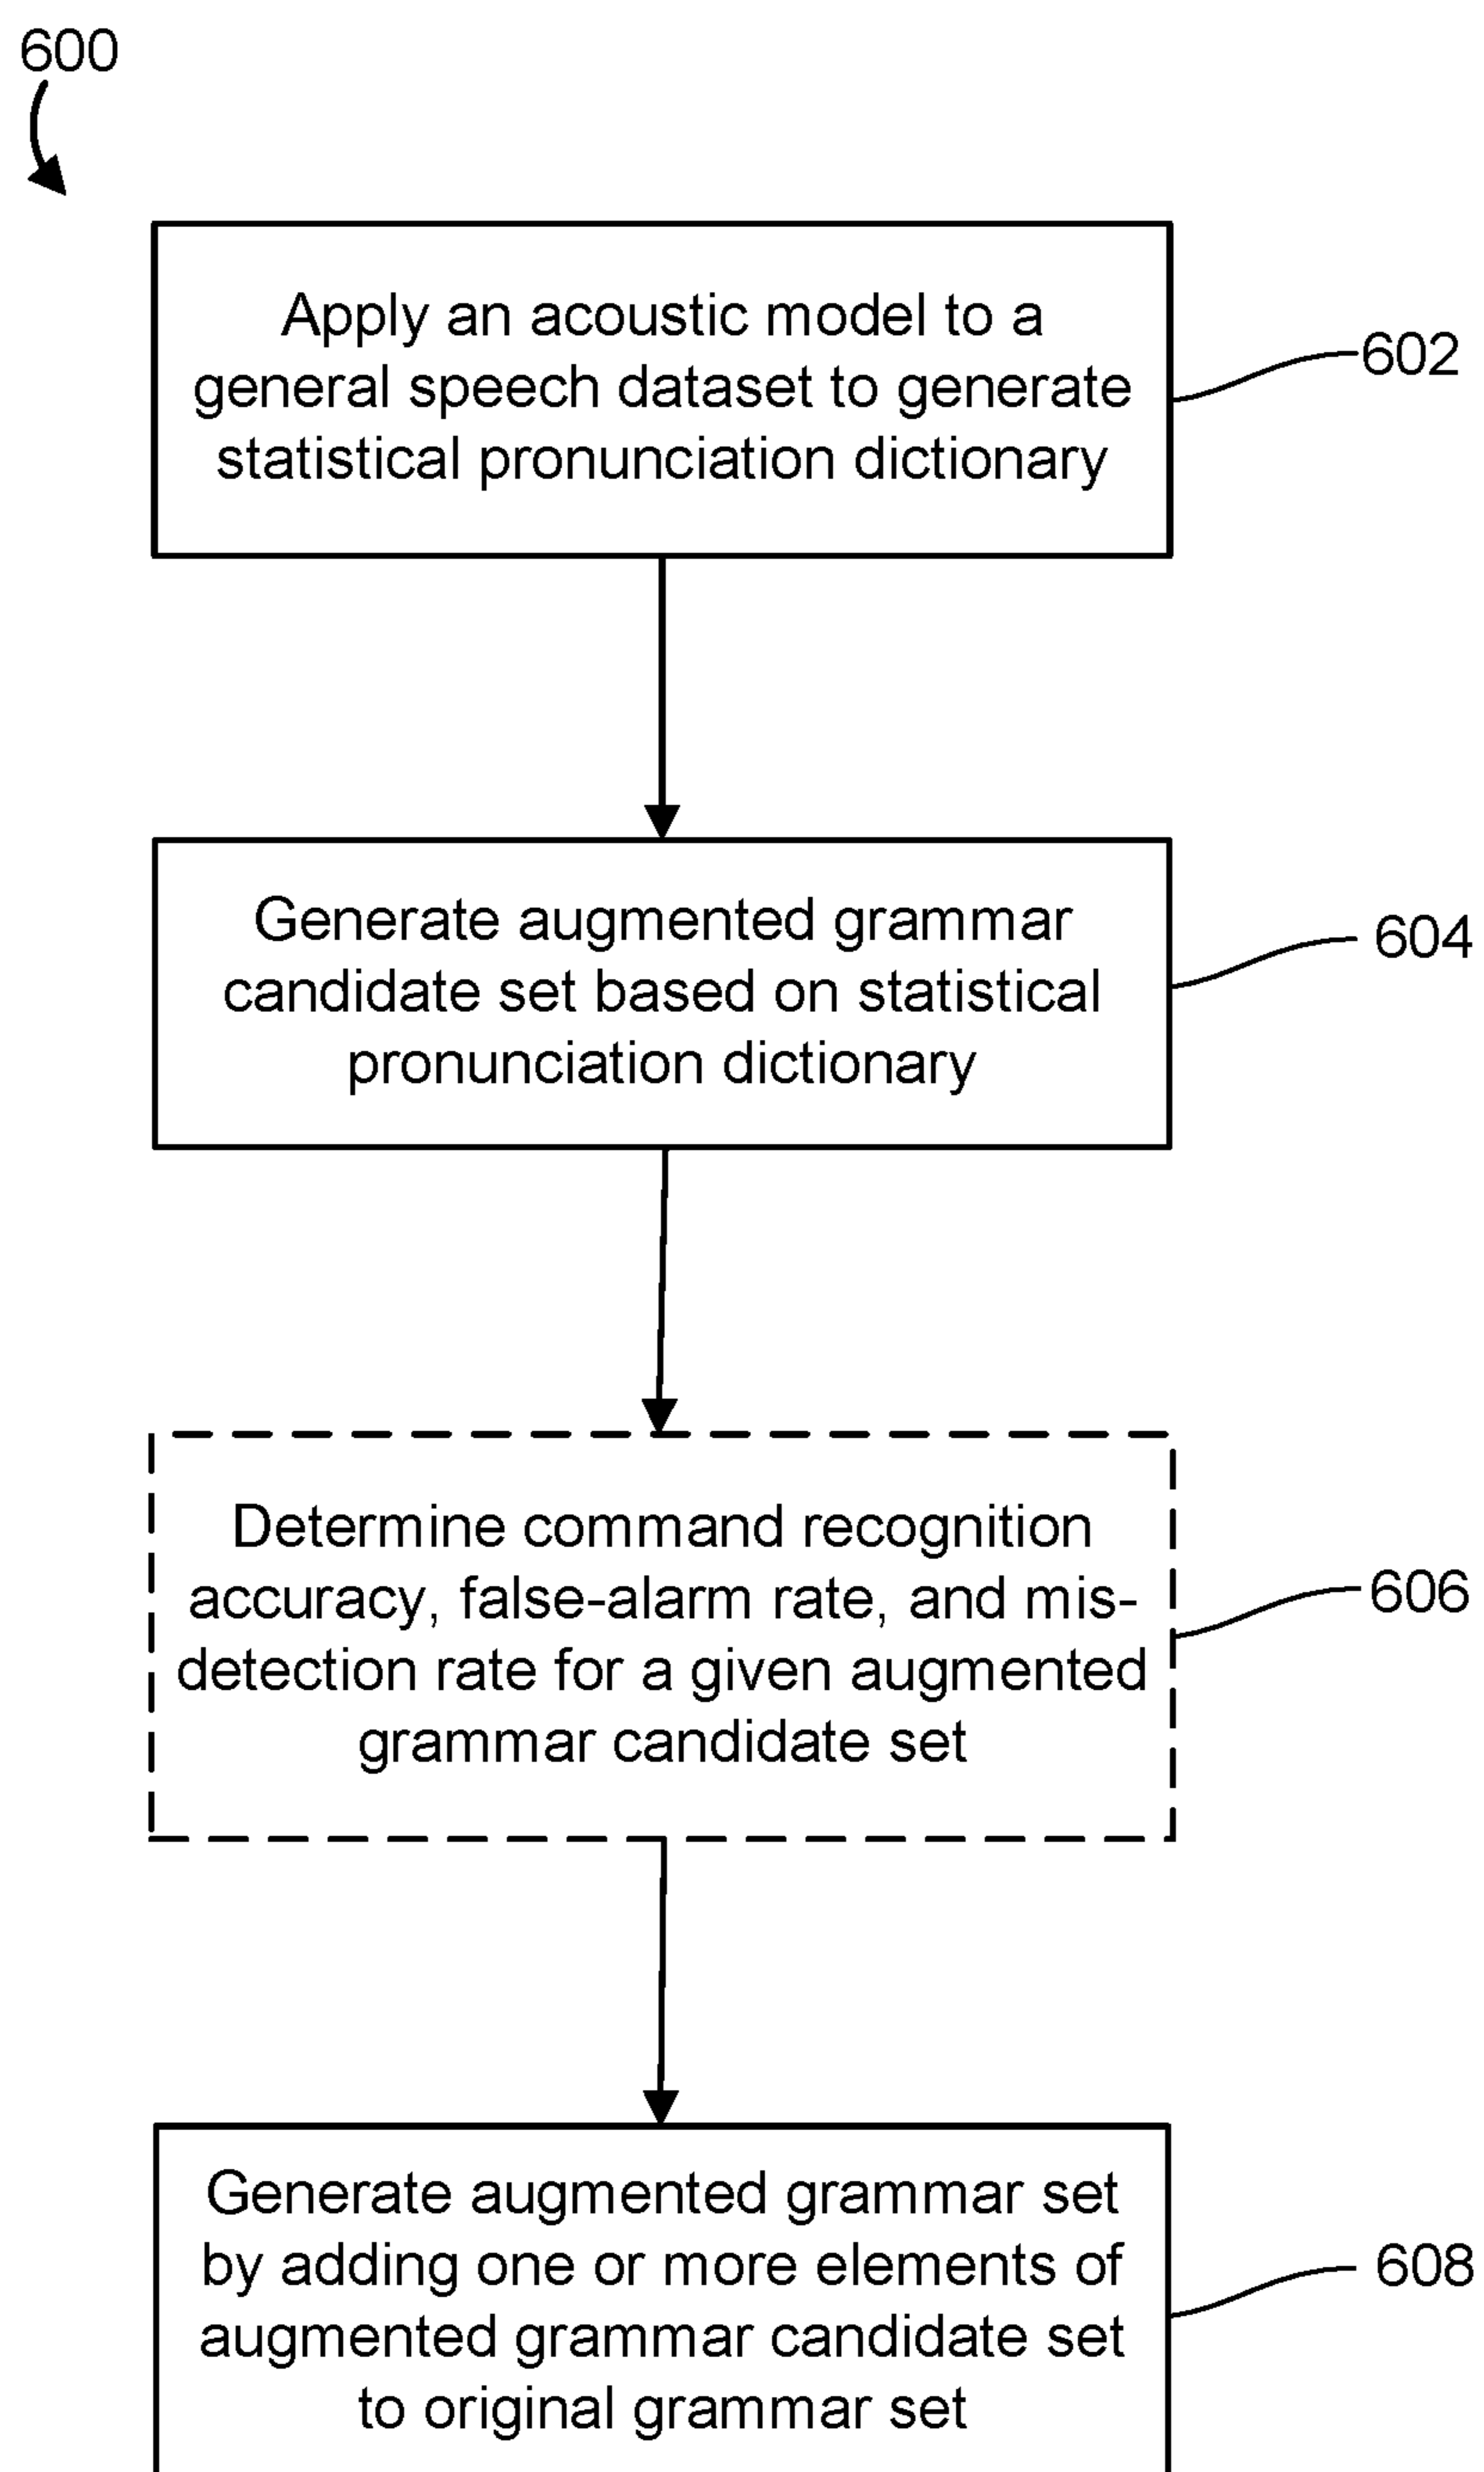 600
Apply an acoustic model to a
general speech dataset to generate
statistical pronunciation dictionary
602
Generate augmented grammar
candidate set based on statistical
pronunciation dictionary
604
Determine command recognition
accuracy, false-alarm rate, and mis-
detection rate for a given augmented
grammar candidate set
606
Generate augmented grammar set
by adding one or more elements of
augmented grammar candidate set
to original grammar set
608